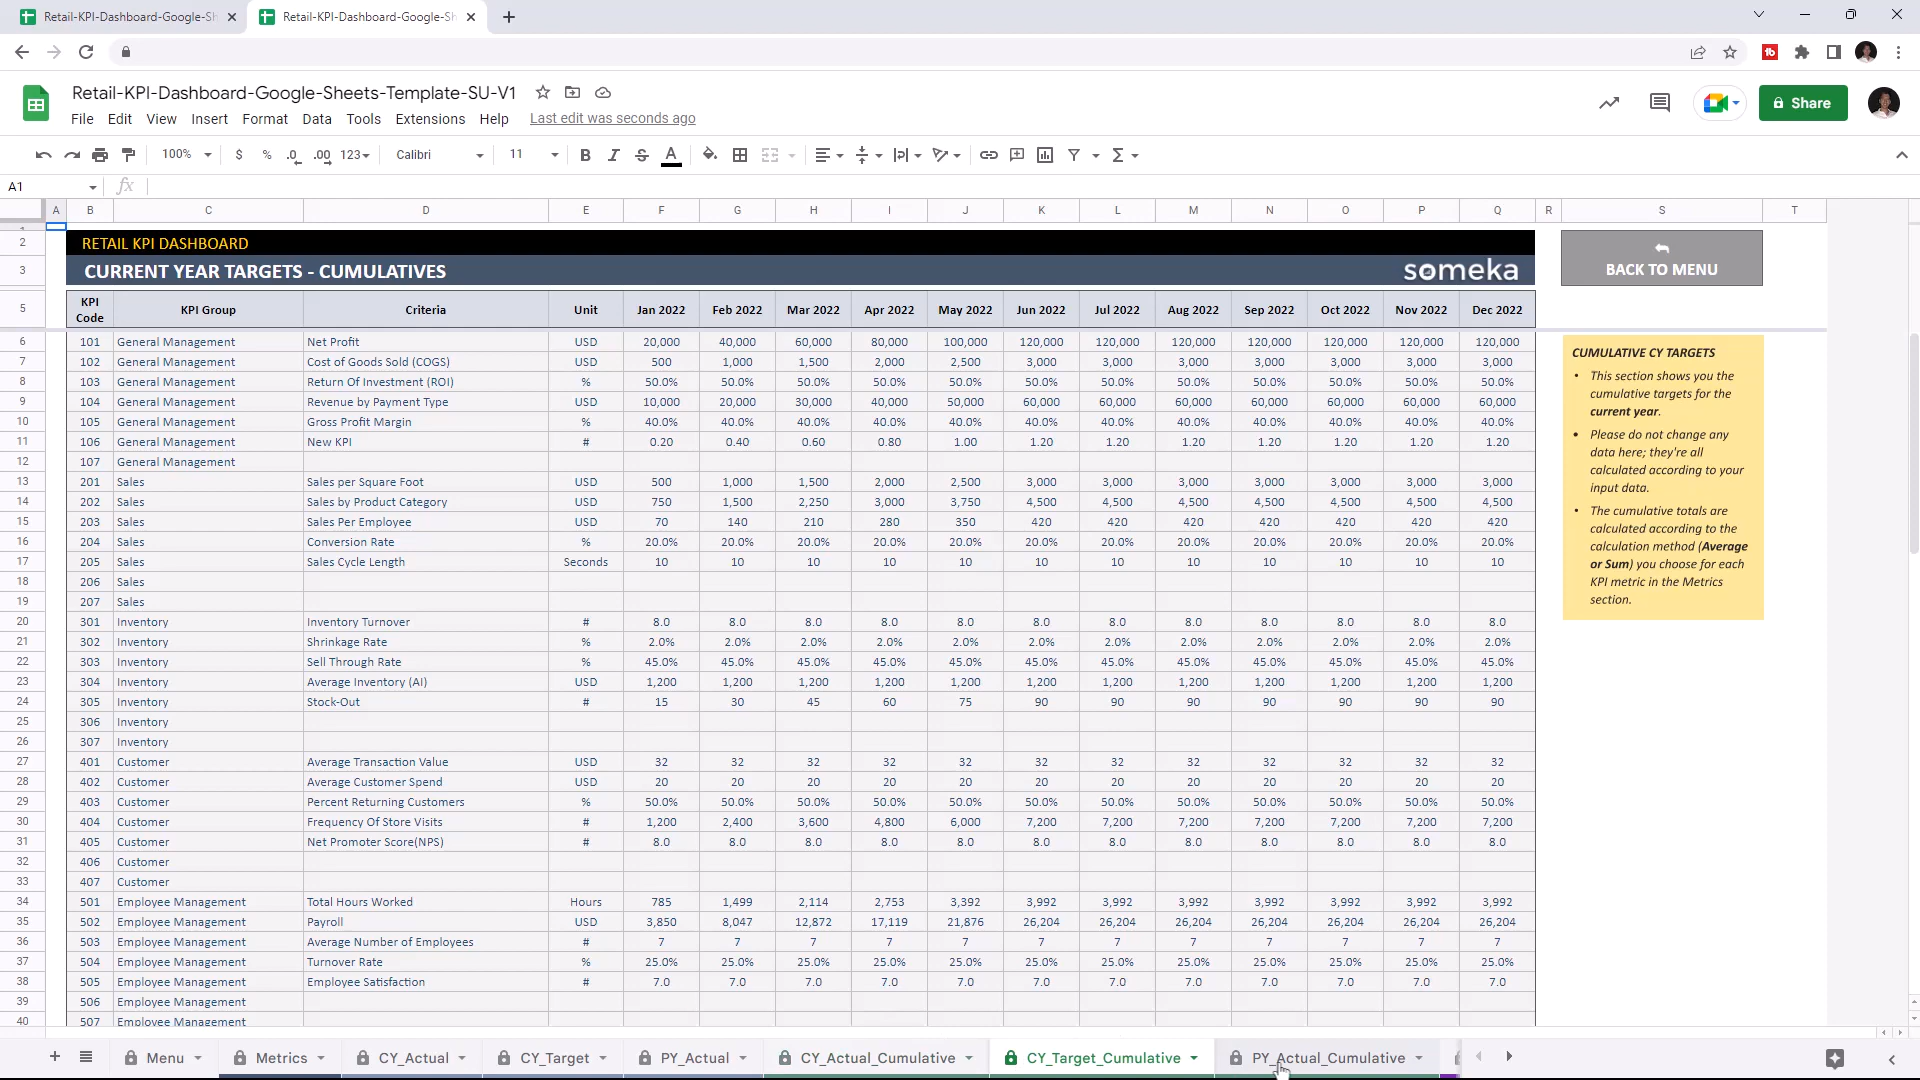 Retail-KPI-Dashboard-Google-Sh
Retail-KPI-Dashboard-Google-Sh
Retail-KPI-Dashboard-Google-Sheets-Template-SU-V1
Share
File Edit View Insert Format Data Tools Extensions Help Last edit was seconds ago
100% $ % .0 .00 123 Calibri 11 B I S A Σ
A1 fx
A B C D E F G H I J K L M N O P Q R S T
2 RETAIL KPI DASHBOARD
3 CURRENT YEAR TARGETS - CUMULATIVES someka
BACK TO MENU
5 KPI Code KPI Group Criteria Unit Jan 2022 Feb 2022 Mar 2022 Apr 2022 May 2022 Jun 2022 Jul 2022 Aug 2022 Sep 2022 Oct 2022 Nov 2022 Dec 2022
6 101 General Management Net Profit USD 20,000 40,000 60,000 80,000 100,000 120,000 120,000 120,000 120,000 120,000 120,000 120,000
7 102 General Management Cost of Goods Sold (COGS) USD 500 1,000 1,500 2,000 2,500 3,000 3,000 3,000 3,000 3,000 3,000 3,000
8 103 General Management Return Of Investment (ROI) % 50.0% 50.0% 50.0% 50.0% 50.0% 50.0% 50.0% 50.0% 50.0% 50.0% 50.0% 50.0%
9 104 General Management Revenue by Payment Type USD 10,000 20,000 30,000 40,000 50,000 60,000 60,000 60,000 60,000 60,000 60,000 60,000
10 105 General Management Gross Profit Margin % 40.0% 40.0% 40.0% 40.0% 40.0% 40.0% 40.0% 40.0% 40.0% 40.0% 40.0% 40.0%
11 106 General Management New KPI # 0.20 0.40 0.60 0.80 1.00 1.20 1.20 1.20 1.20 1.20 1.20 1.20
12 107 General Management
13 201 Sales Sales per Square Foot USD 500 1,000 1,500 2,000 2,500 3,000 3,000 3,000 3,000 3,000 3,000 3,000
14 202 Sales Sales by Product Category USD 750 1,500 2,250 3,000 3,750 4,500 4,500 4,500 4,500 4,500 4,500 4,500
15 203 Sales Sales Per Employee USD 70 140 210 280 350 420 420 420 420 420 420 420
16 204 Sales Conversion Rate % 20.0% 20.0% 20.0% 20.0% 20.0% 20.0% 20.0% 20.0% 20.0% 20.0% 20.0% 20.0%
17 205 Sales Sales Cycle Length Seconds 10 10 10 10 10 10 10 10 10 10 10 10
18 206 Sales
19 207 Sales
20 301 Inventory Inventory Turnover # 8.0 8.0 8.0 8.0 8.0 8.0 8.0 8.0 8.0 8.0 8.0 8.0
21 302 Inventory Shrinkage Rate % 2.0% 2.0% 2.0% 2.0% 2.0% 2.0% 2.0% 2.0% 2.0% 2.0% 2.0% 2.0%
22 303 Inventory Sell Through Rate % 45.0% 45.0% 45.0% 45.0% 45.0% 45.0% 45.0% 45.0% 45.0% 45.0% 45.0% 45.0%
23 304 Inventory Average Inventory (AI) USD 1,200 1,200 1,200 1,200 1,200 1,200 1,200 1,200 1,200 1,200 1,200 1,200
24 305 Inventory Stock-Out # 15 30 45 60 75 90 90 90 90 90 90 90
25 306 Inventory
26 307 Inventory
27 401 Customer Average Transaction Value USD 32 32 32 32 32 32 32 32 32 32 32 32
28 402 Customer Average Customer Spend USD 20 20 20 20 20 20 20 20 20 20 20 20
29 403 Customer Percent Returning Customers % 50.0% 50.0% 50.0% 50.0% 50.0% 50.0% 50.0% 50.0% 50.0% 50.0% 50.0% 50.0%
30 404 Customer Frequency Of Store Visits # 1,200 2,400 3,600 4,800 6,000 7,200 7,200 7,200 7,200 7,200 7,200 7,200
31 405 Customer Net Promoter Score(NPS) # 8.0 8.0 8.0 8.0 8.0 8.0 8.0 8.0 8.0 8.0 8.0 8.0
32 406 Customer
33 407 Customer
34 501 Employee Management Total Hours Worked Hours 785 1,499 2,114 2,753 3,392 3,992 3,992 3,992 3,992 3,992 3,992 3,992
35 502 Employee Management Payroll USD 3,850 8,047 12,872 17,119 21,876 26,204 26,204 26,204 26,204 26,204 26,204 26,204
36 503 Employee Management Average Number of Employees # 7 7 7 7 7 7 7 7 7 7 7 7
37 504 Employee Management Turnover Rate % 25.0% 25.0% 25.0% 25.0% 25.0% 25.0% 25.0% 25.0% 25.0% 25.0% 25.0% 25.0%
38 505 Employee Management Employee Satisfaction # 7.0 7.0 7.0 7.0 7.0 7.0 7.0 7.0 7.0 7.0 7.0 7.0
39 506 Employee Management
40 507 Employee Management
CUMULATIVE CY TARGETS
• This section shows you the
cumulative targets for the
current year.
• Please do not change any
data here; they're all
calculated according to your
input data.
• The cumulative totals are
calculated according to the
calculation method (Average
or Sum) you choose for each
KPI metric in the Metrics
section.
Menu Metrics CY_Actual CY_Target PY_Actual CY_Actual_Cumulative CY_Target_Cumulative PY_Actual_Cumulative